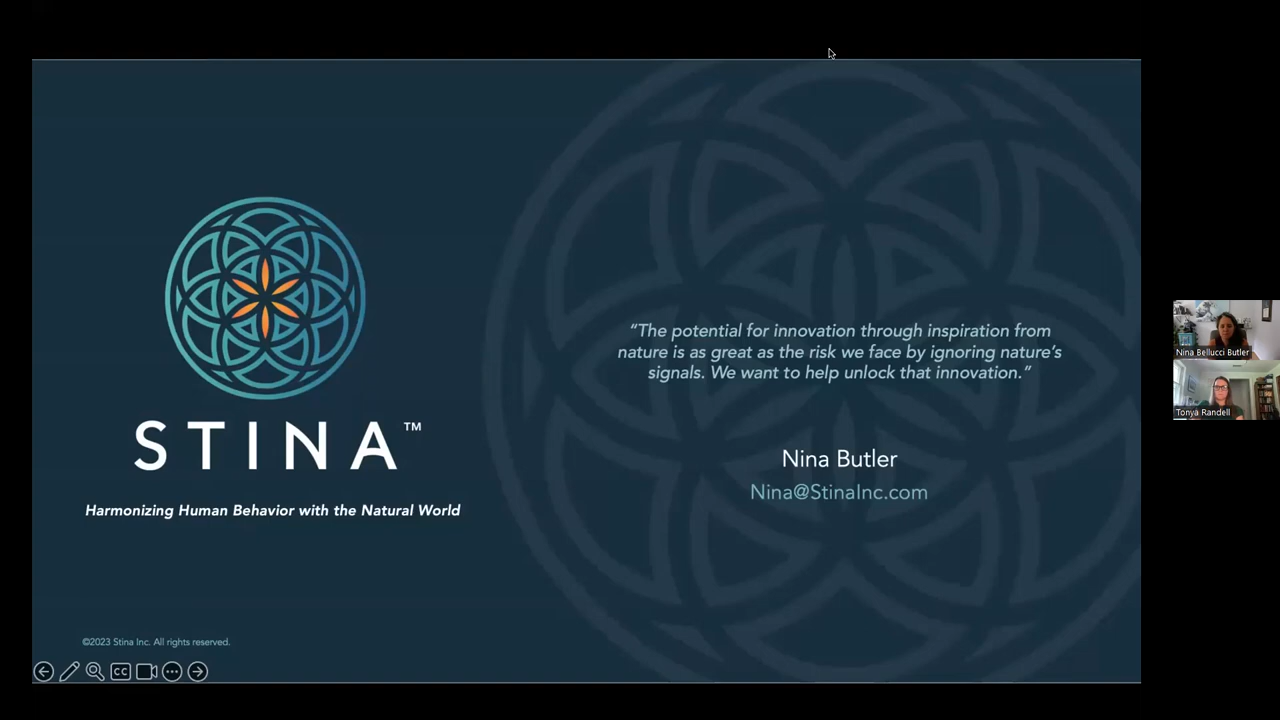 STINA™
Harmonizing Human Behavior with the Natural World
©2023 Stina Inc. All rights reserved.
“The potential for innovation through inspiration from
nature is as great as the risk we face by ignoring nature’s
signals. We want to help unlock that innovation.”
Nina Butler
Nina@StinaInc.com
CC
Nina Bellucci Butler
Tonya Randell